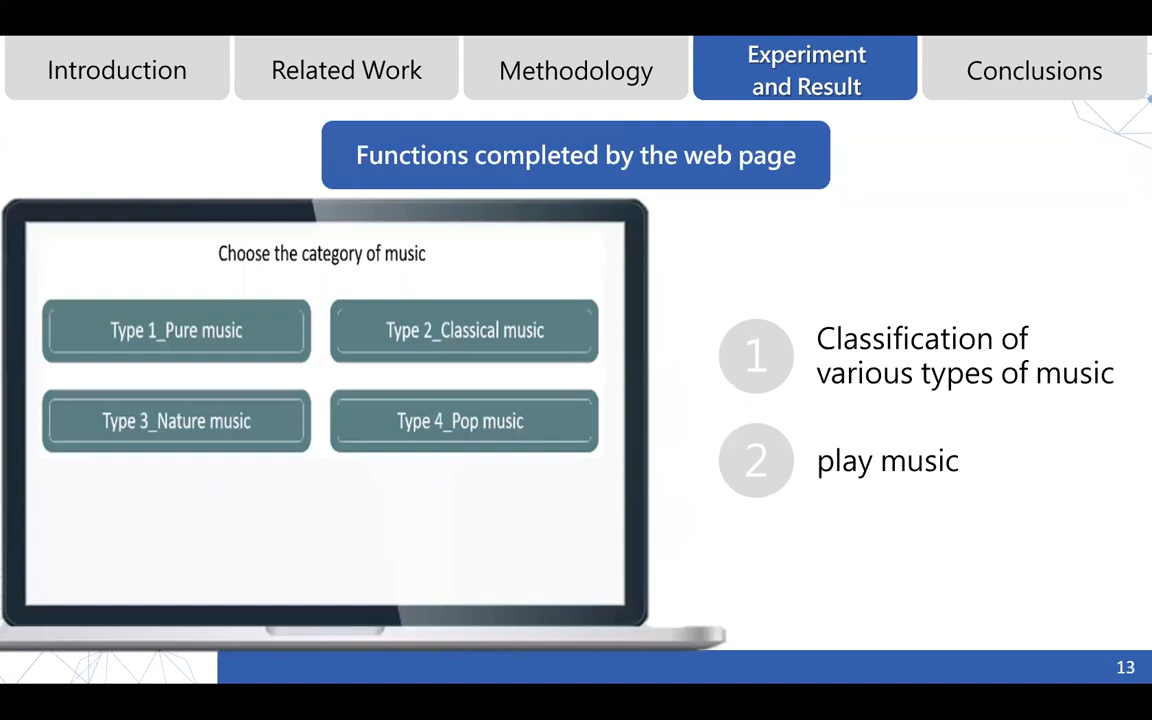 Introduction
Related Work
Methodology
Experiment
and Result
Conclusions
Functions completed by the web page
Choose the category of music
Type 1_Pure music
Type 2_Classical music
Type 3_Nature music
Type 4_Pop music
1
Classification of
various types of music
2
play music
13